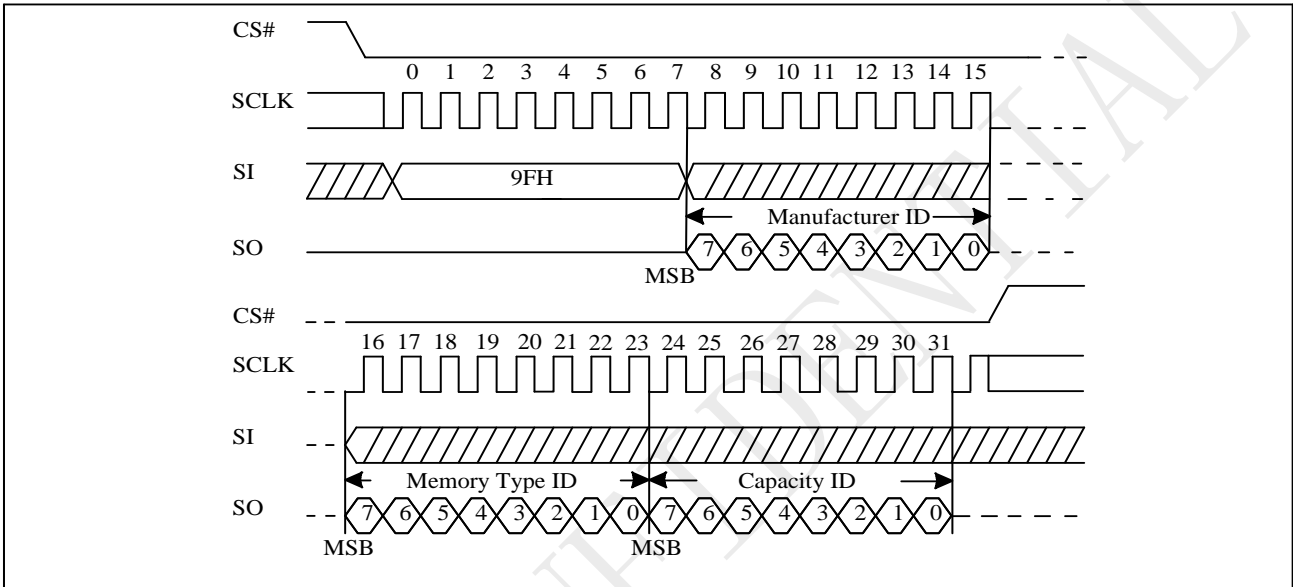 CS#
0 1 2 3 4 5 6 7 8 9 10 11 12 13 14 15
SCLK
SI
9FH
Manufacturer ID
SO
7 6 5 4 3 2 1 0
MSB
CS#
16 17 18 19 20 21 22 23 24 25 26 27 28 29 30 31
SCLK
SI
Memory Type ID Capacity ID
SO
7 6 5 4 3 2 1 0 7 6 5 4 3 2 1 0
MSB MSB